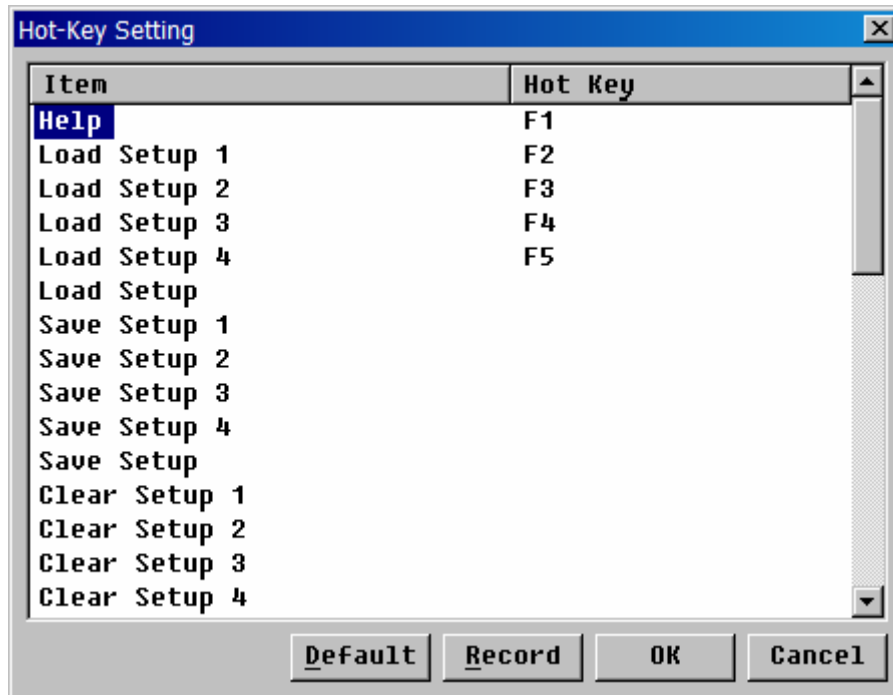 Hot-Key Setting
Item Hot Key
Help F1
Load Setup 1 F2
Load Setup 2 F3
Load Setup 3 F4
Load Setup 4 F5
Load Setup
Save Setup 1
Save Setup 2
Save Setup 3
Save Setup 4
Save Setup
Clear Setup 1
Clear Setup 2
Clear Setup 3
Clear Setup 4
Default Record OK Cancel